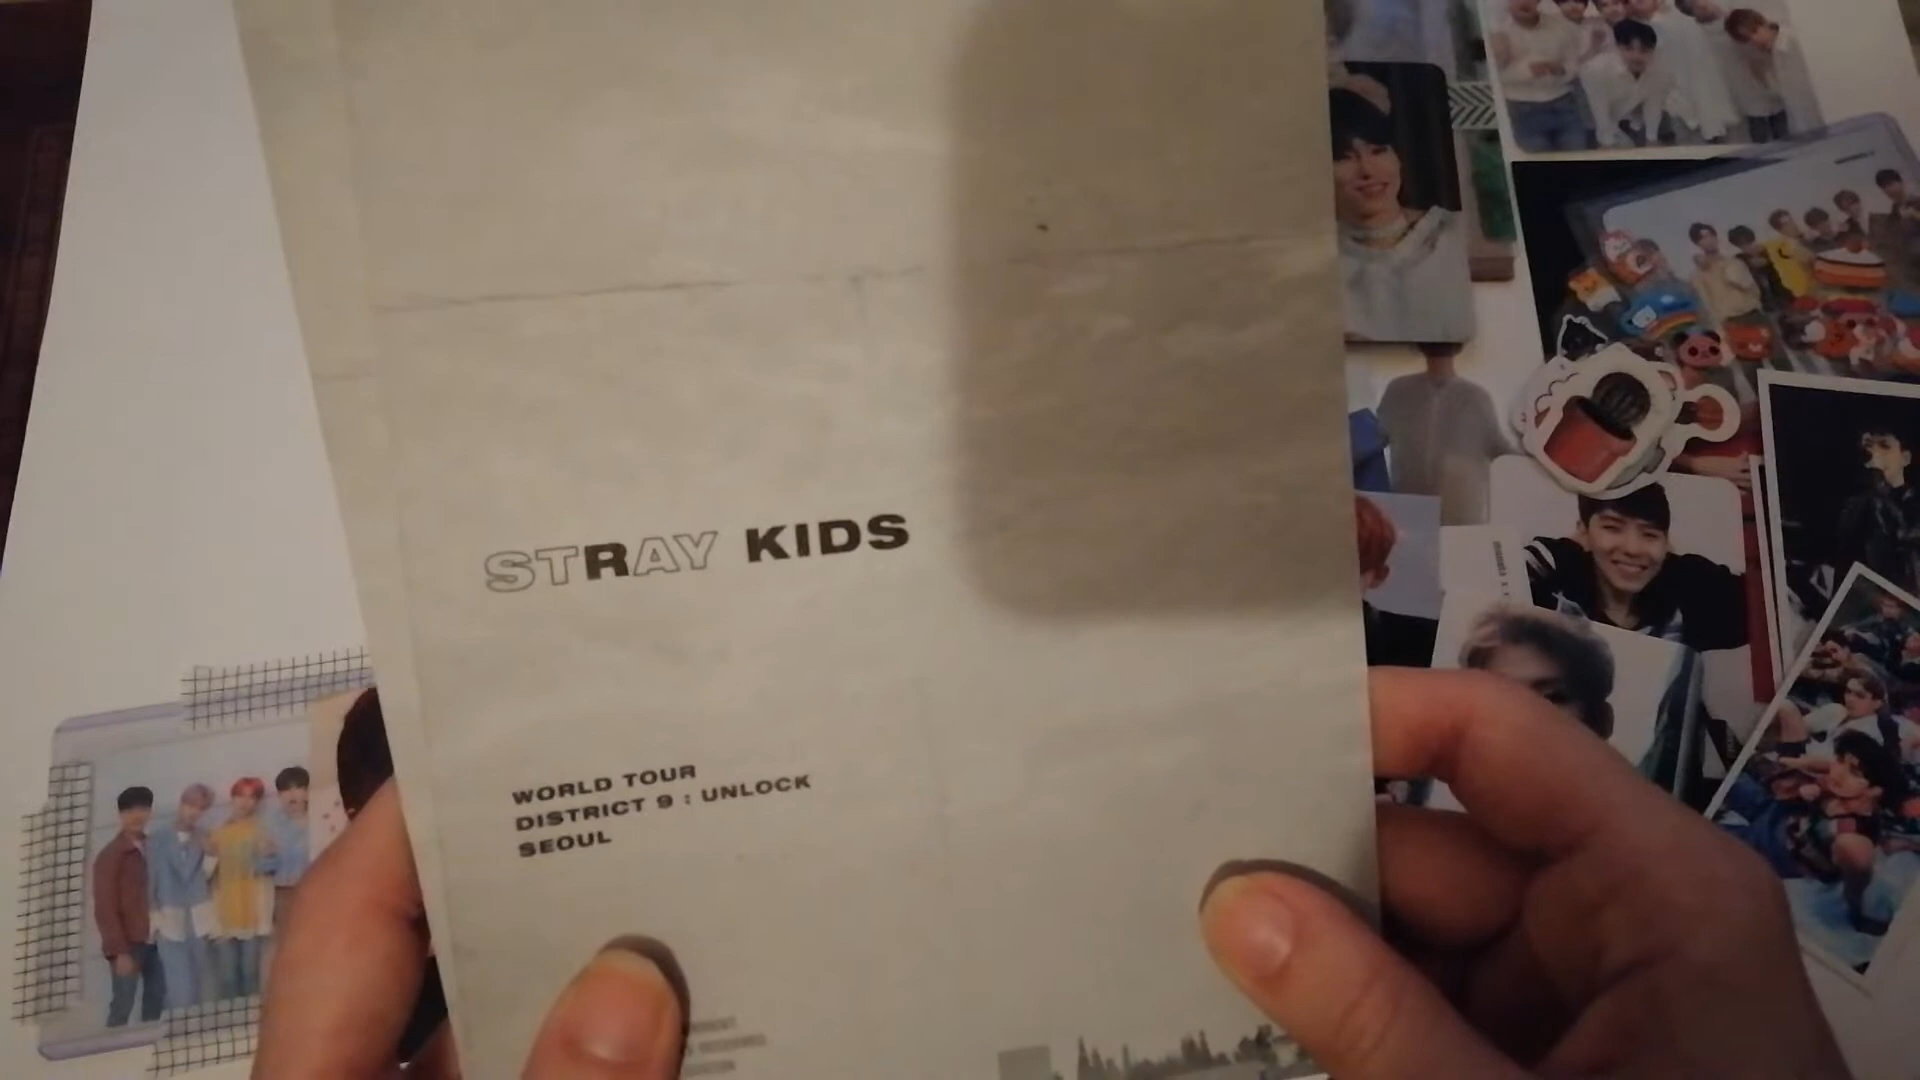 STRAY KIDS
WORLD TOUR
DISTRICT 9 : UNLOCK
SEOUL